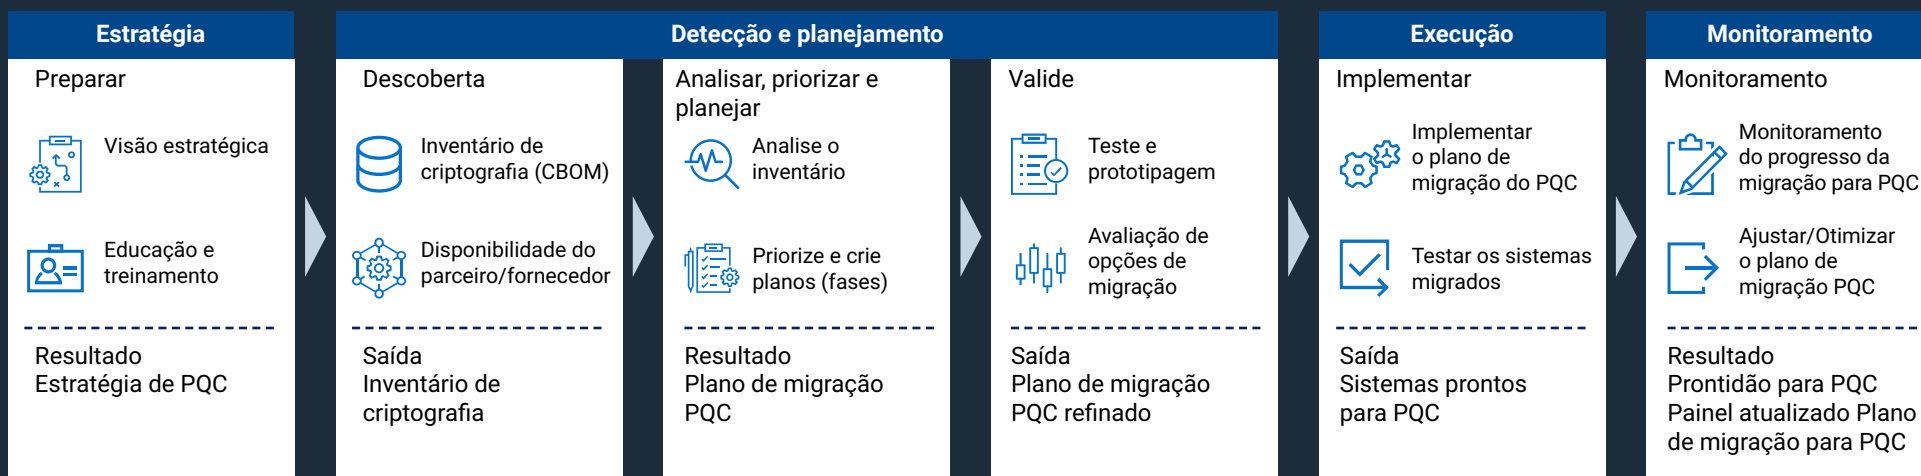 Estratégia
Preparar
Visão estratégica
Educação e
treinamento
Resultado
Estratégia de PQC
Detecção e planejamento
Descoberta
Inventário de
criptografia (CBOM)
Disponibilidade do
parceiro/fornecedor
Saída
Inventário de
criptografia
Analisar, priorizar e
planejar
Analise o
inventário
Priorize e crie
planos (fases)
Resultado
Plano de migração
PQC
Valide
Teste e
prototipagem
Avaliação de
opções de
migração
Saída
Plano de migração
PQC refinado
Execução
Implementar
Implementar
o plano de
migração do PQC
Testar os sistemas
migrados
Saída
Sistemas prontos
para PQC
Monitoramento
Monitoramento
Monitoramento
do progresso da
migração para PQC
Ajustar/Otimizar
o plano de
migração PQC
Resultado
Prontidão para PQC
Painel atualizado Plano
de migração para PQC